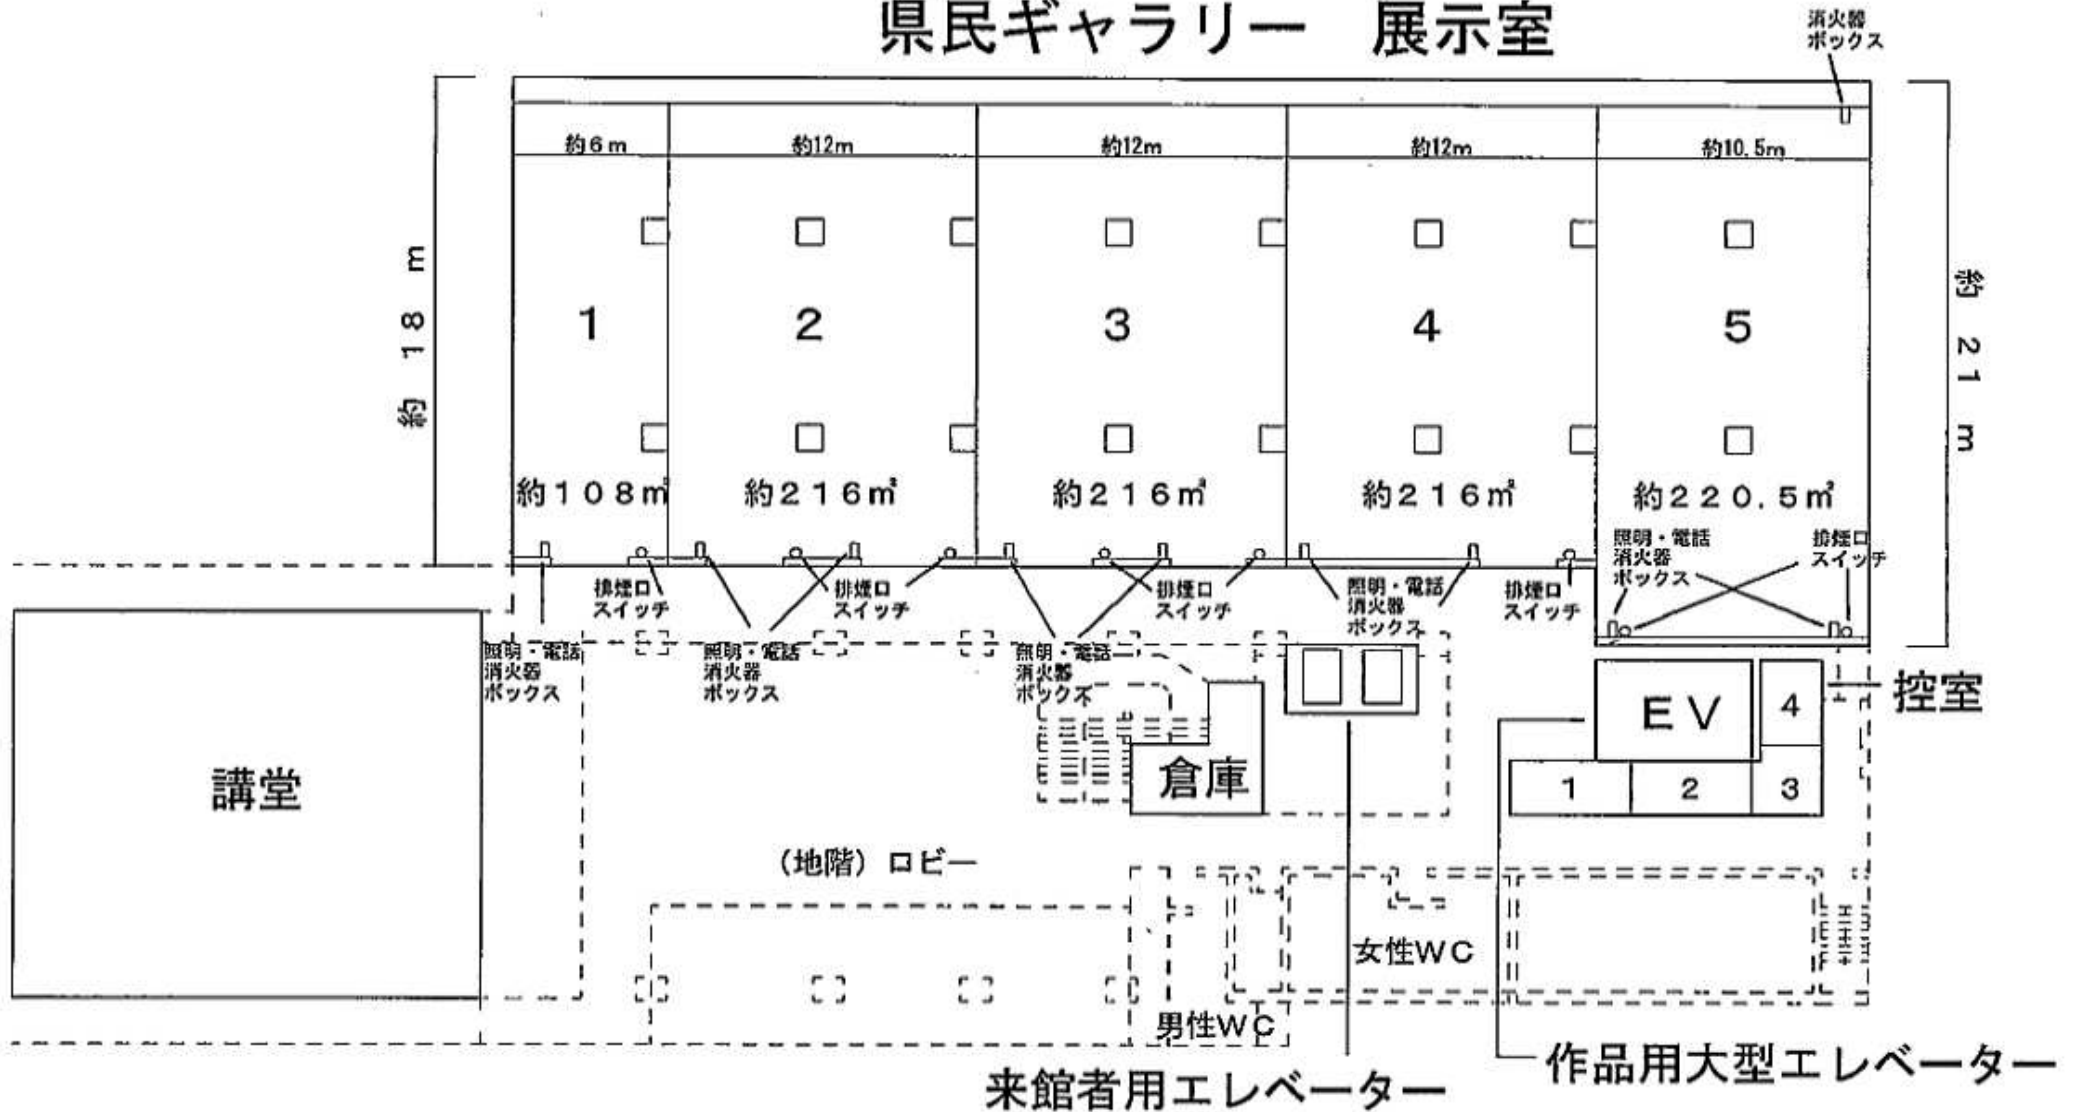 県民ギャラリー　展示室
消火器
ボックス
約6m
約12m
約12m
約12m
約10.5m
約 18 m
約 21 m
1
2
3
4
5
約108㎡
約216㎡
約216㎡
約216㎡
約220.5㎡
照明・電話
消火器
ボックス
排煙口
スイッチ
排煙口
スイッチ
排煙口
スイッチ
排煙口
スイッチ
照明・電話
消火器
ボックス
照明・電話
消火器
ボックス
照明・電話
消火器
ボックス
照明・電話
消火器
ボックス
排煙口
スイッチ
講堂
倉庫
EV
4
控室
1
2
3
（地階）ロビー
女性WC
男性WC
来館者用エレベーター
作品用大型エレベーター